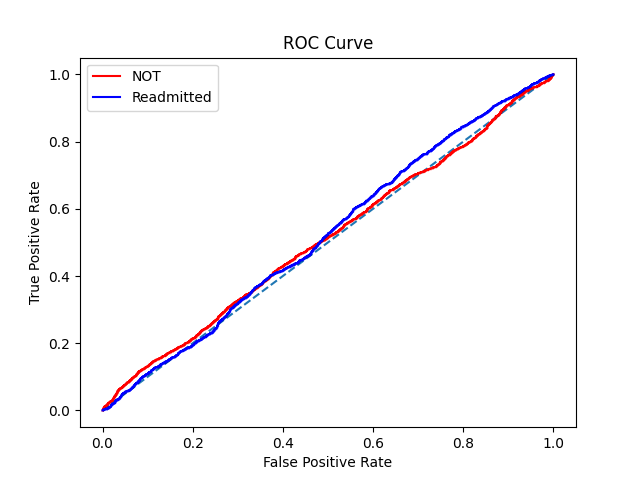 ROC Curve
NOT
Readmitted
True Positive Rate
1.0
0.8
0.6
0.4
0.2
0.0
0.0 0.2 0.4 0.6 0.8 1.0
False Positive Rate